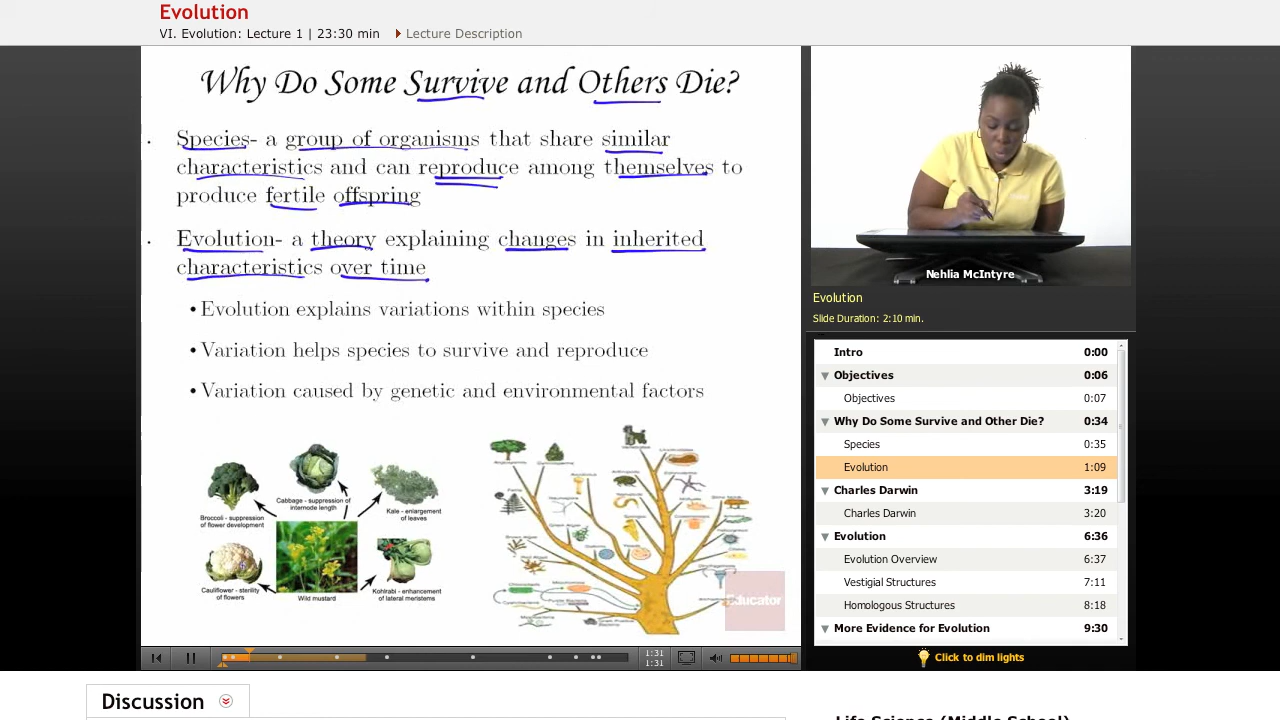 Evolution
VI. Evolution: Lecture 1 | 23:30 min
Lecture Description
Why Do Some Survive and Others Die?
Species- a group of organisms that share similar
characteristics and can reproduce among themselves to
produce fertile offspring
Evolution- a theory explaining changes in inherited
characteristics over time
• Evolution explains variations within species
• Variation helps species to survive and reproduce
• Variation caused by genetic and environmental factors
Broccoli - suppression
of flower development
Cabbage - suppression of
internode length
Kale - enlargement
of leaves
Cauliflower - sterility
of flowers
Wild mustard
Kohlrabi - enhancement
of lateral meristems
Educator
1:31
1:31
Nehlia McIntyre
Evolution
Slide Duration: 2:10 min.
Intro 0:00
Objectives 0:06
Objectives 0:07
Why Do Some Survive and Other Die? 0:34
Species 0:35
Evolution 1:09
Charles Darwin 3:19
Charles Darwin 3:20
Evolution 6:36
Evolution Overview 6:37
Vestigial Structures 7:11
Homologous Structures 8:18
More Evidence for Evolution 9:30
Click to dim lights
Discussion
Life Science (Middle School)